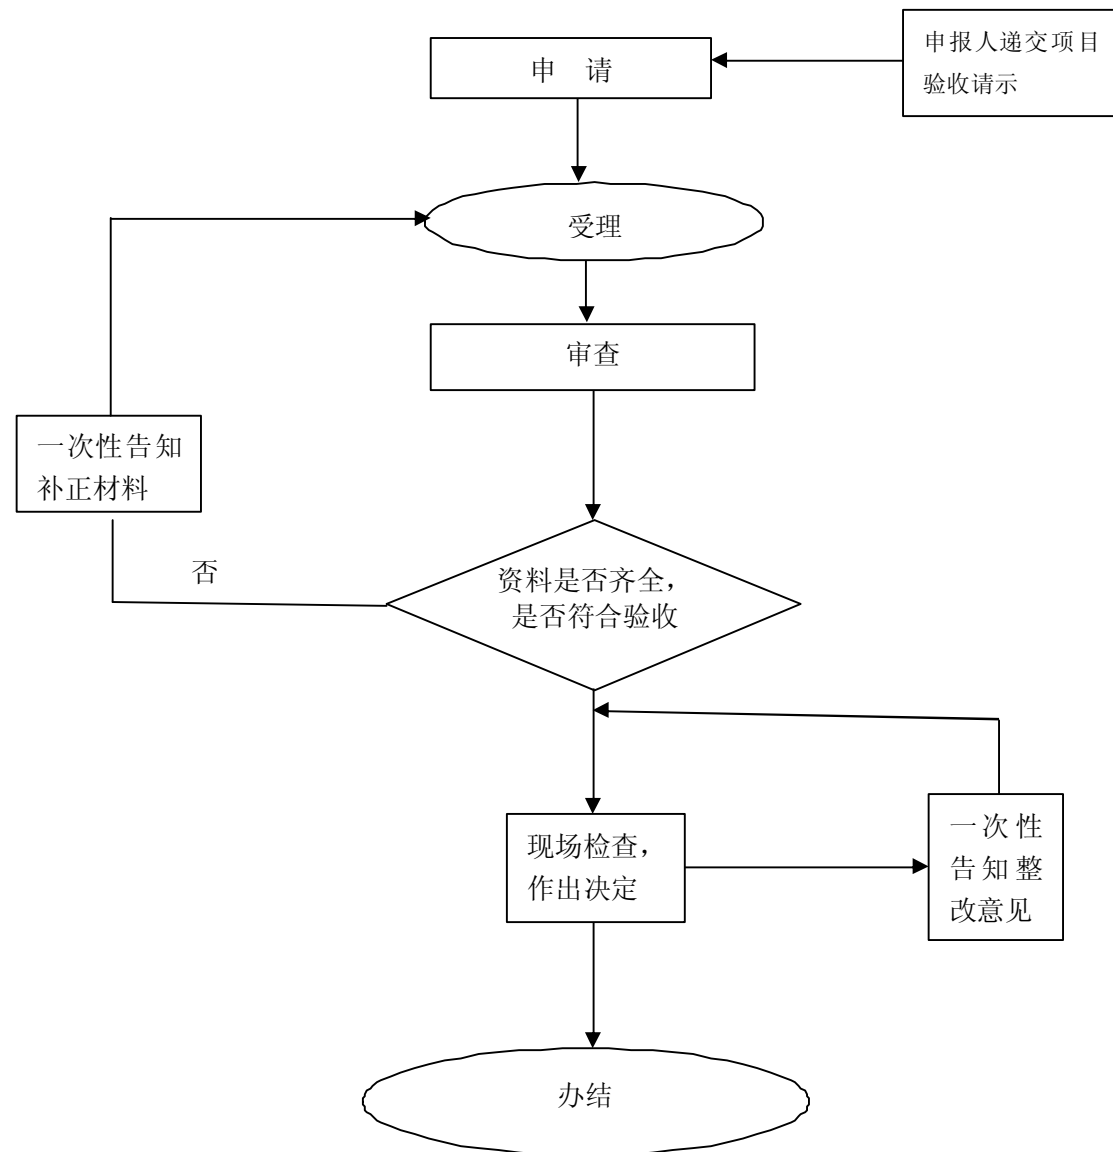 申报人递交项目
验收请示
申 请
受理
审查
一次性告知
补正材料
否
资料是否齐全，
是否符合验收
现场检查，
作出决定
一次性
告知整
改意见
办结